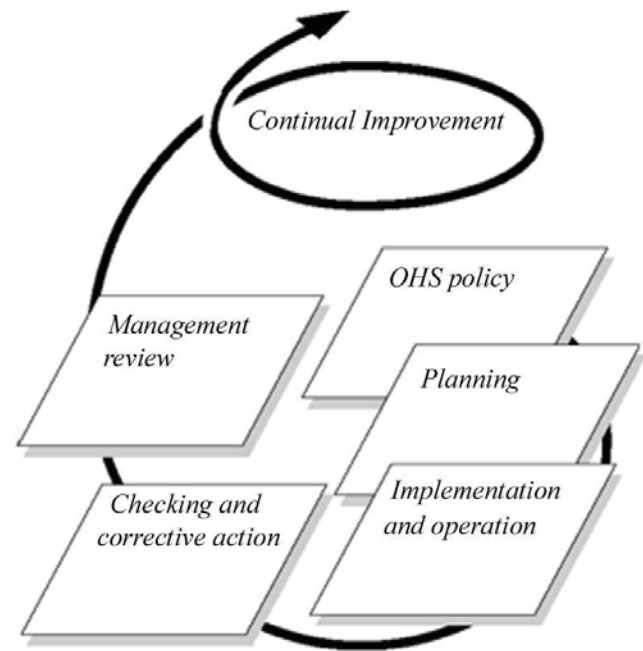 Continual Improvement
OHS policy
Management
review
Planning
Implementation
and operation
Checking and
corrective action